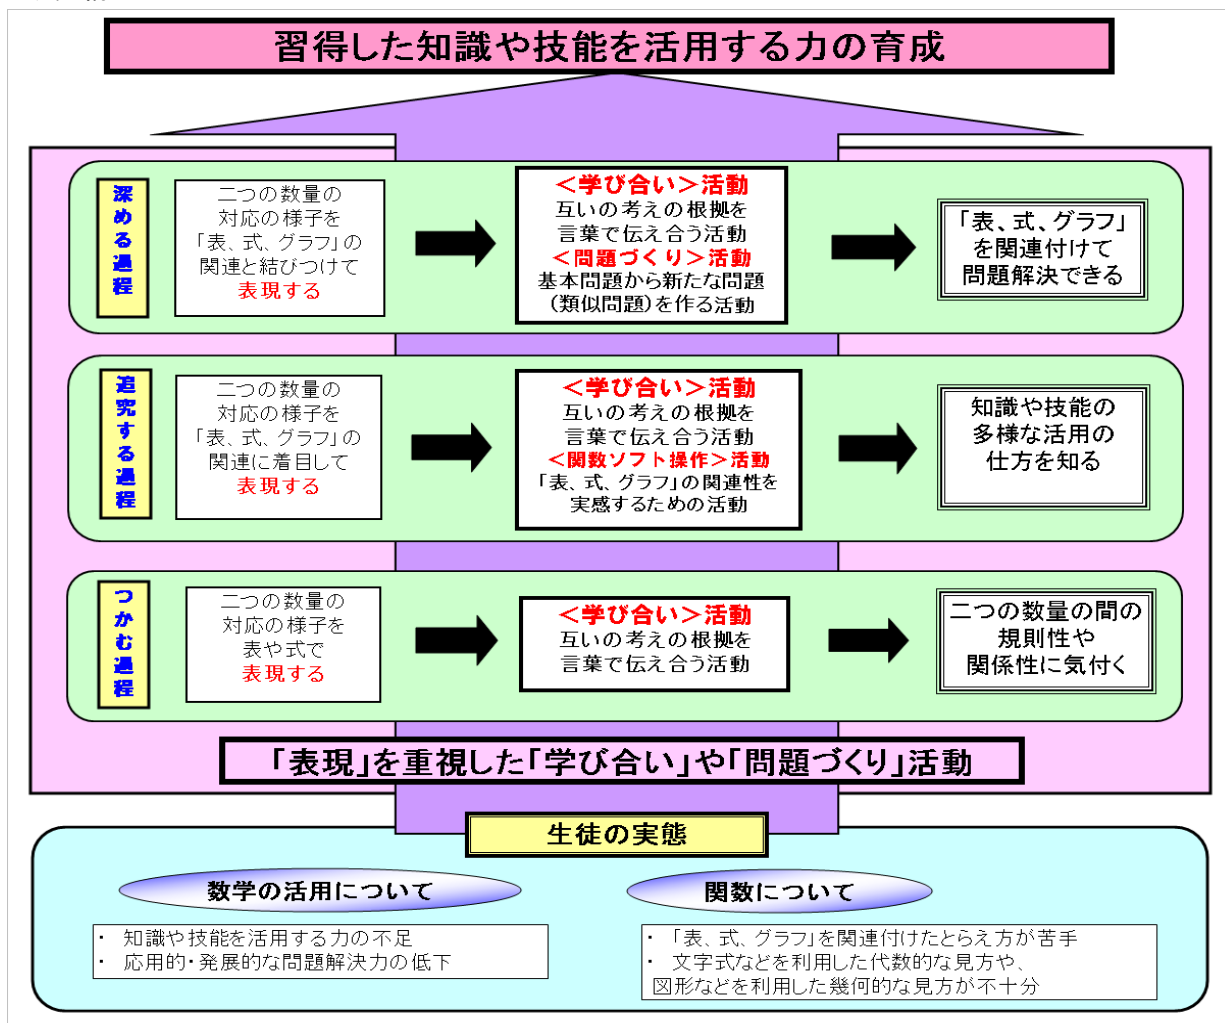 習得した知識や技能を活用する力の育成
深める過程
二つの数量の
対応の様子を
「表、式、グラフ」の
関連と結びつけて
表現する
＜学び合い＞活動
互いの考えの根拠を
言葉で伝え合う活動
＜問題づくり＞活動
基本問題から新たな問題
（類似問題）を作る活動
「表、式、グラフ」
を関連付けて
問題解決できる
追究する過程
二つの数量の
対応の様子を
「表、式、グラフ」の
関連に着目して
表現する
＜学び合い＞活動
互いの考えの根拠を
言葉で伝え合う活動
＜関数ソフト操作＞活動
「表、式、グラフ」の関連性を
実感するための活動
知識や技能の
多様な活用の
仕方を知る
つかむ過程
二つの数量の
対応の様子を
表や式で
表現する
＜学び合い＞活動
互いの考えの根拠を
言葉で伝え合う活動
二つの数量の間の
規則性や
関係性に気付く
「表現」を重視した「学び合い」や「問題づくり」活動
生徒の実態
数学の活用について
・ 知識や技能を活用する力の不足
・ 応用的・発展的な問題解決力の低下
関数について
・ 「表、式、グラフ」を関連付けたとらえ方が苦手
・ 文字式などを利用した代数的な見方や、
図形などを利用した幾何的な見方が不十分